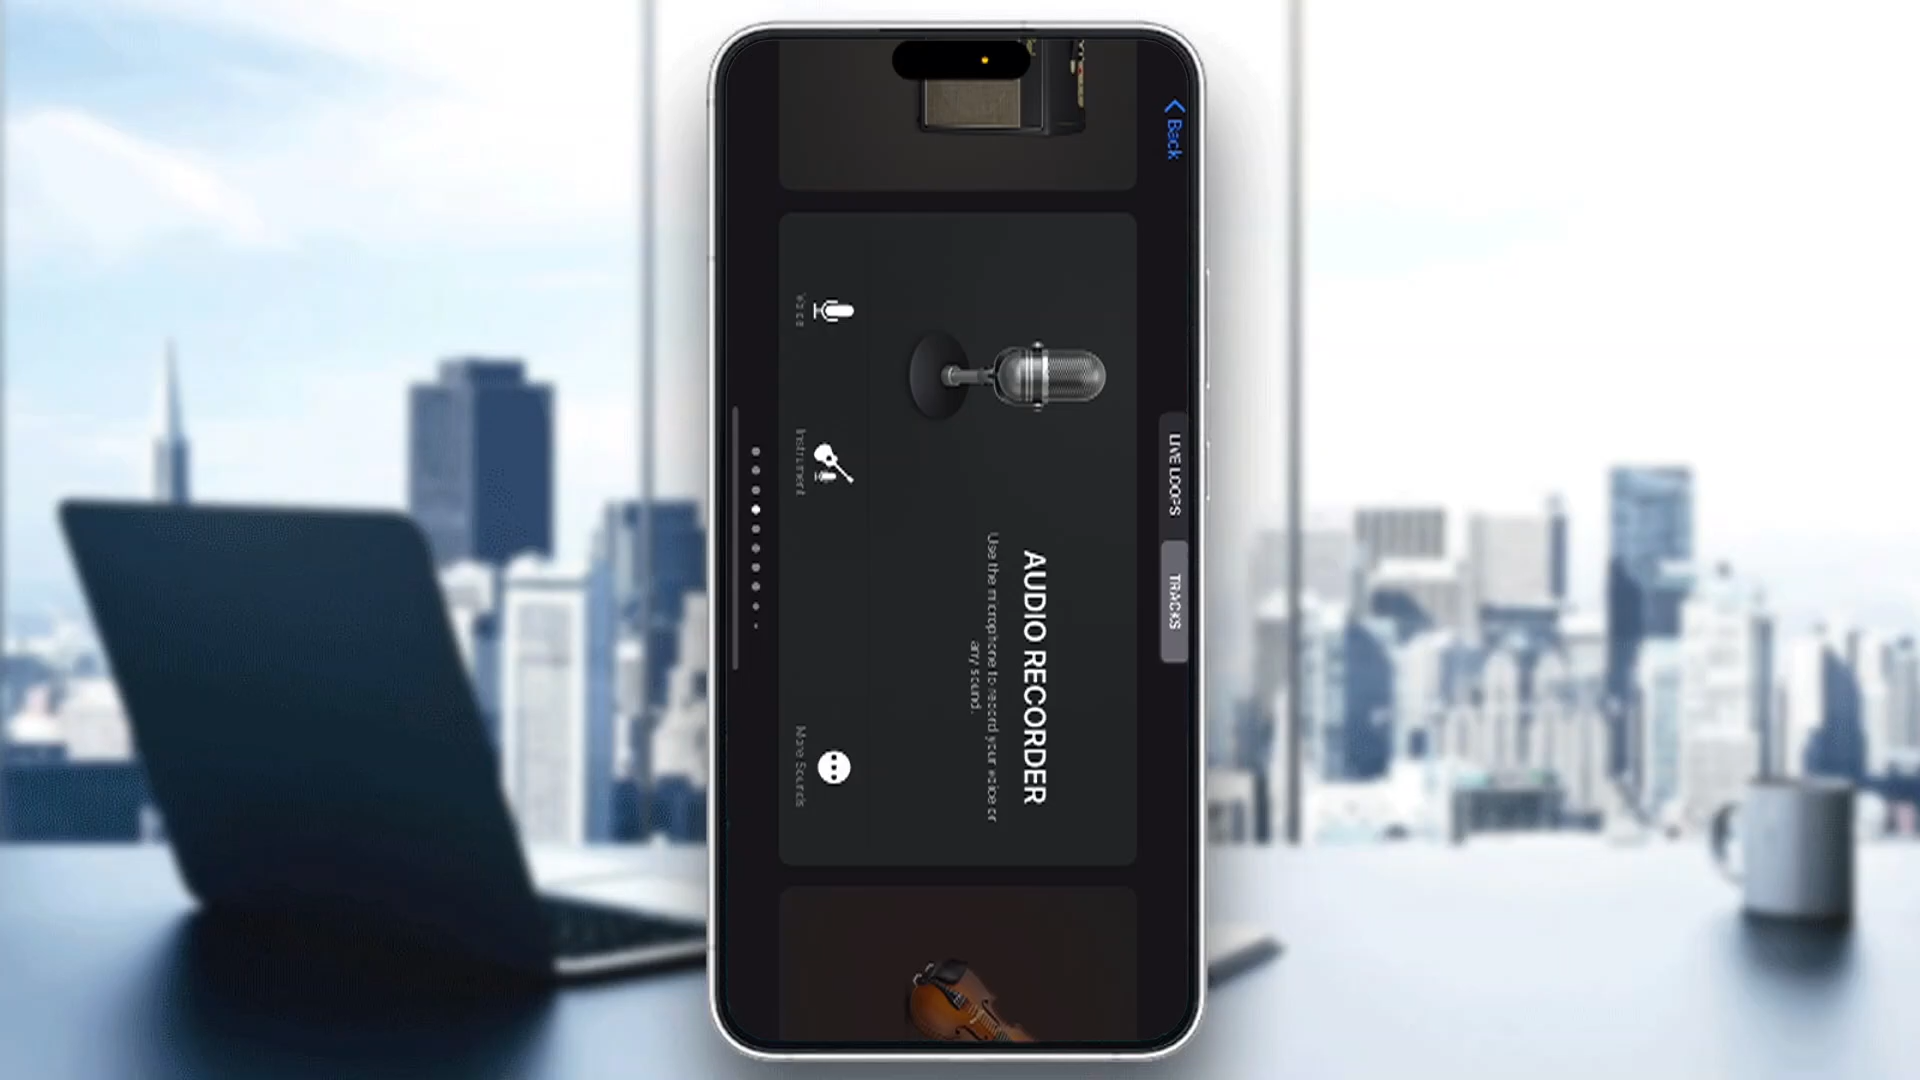 Back
LIVE LOOPS
TRACKS
AUDIO RECORDER
Use the microphone to record your voice or
any sound.
Voice
Instrument
More Sounds